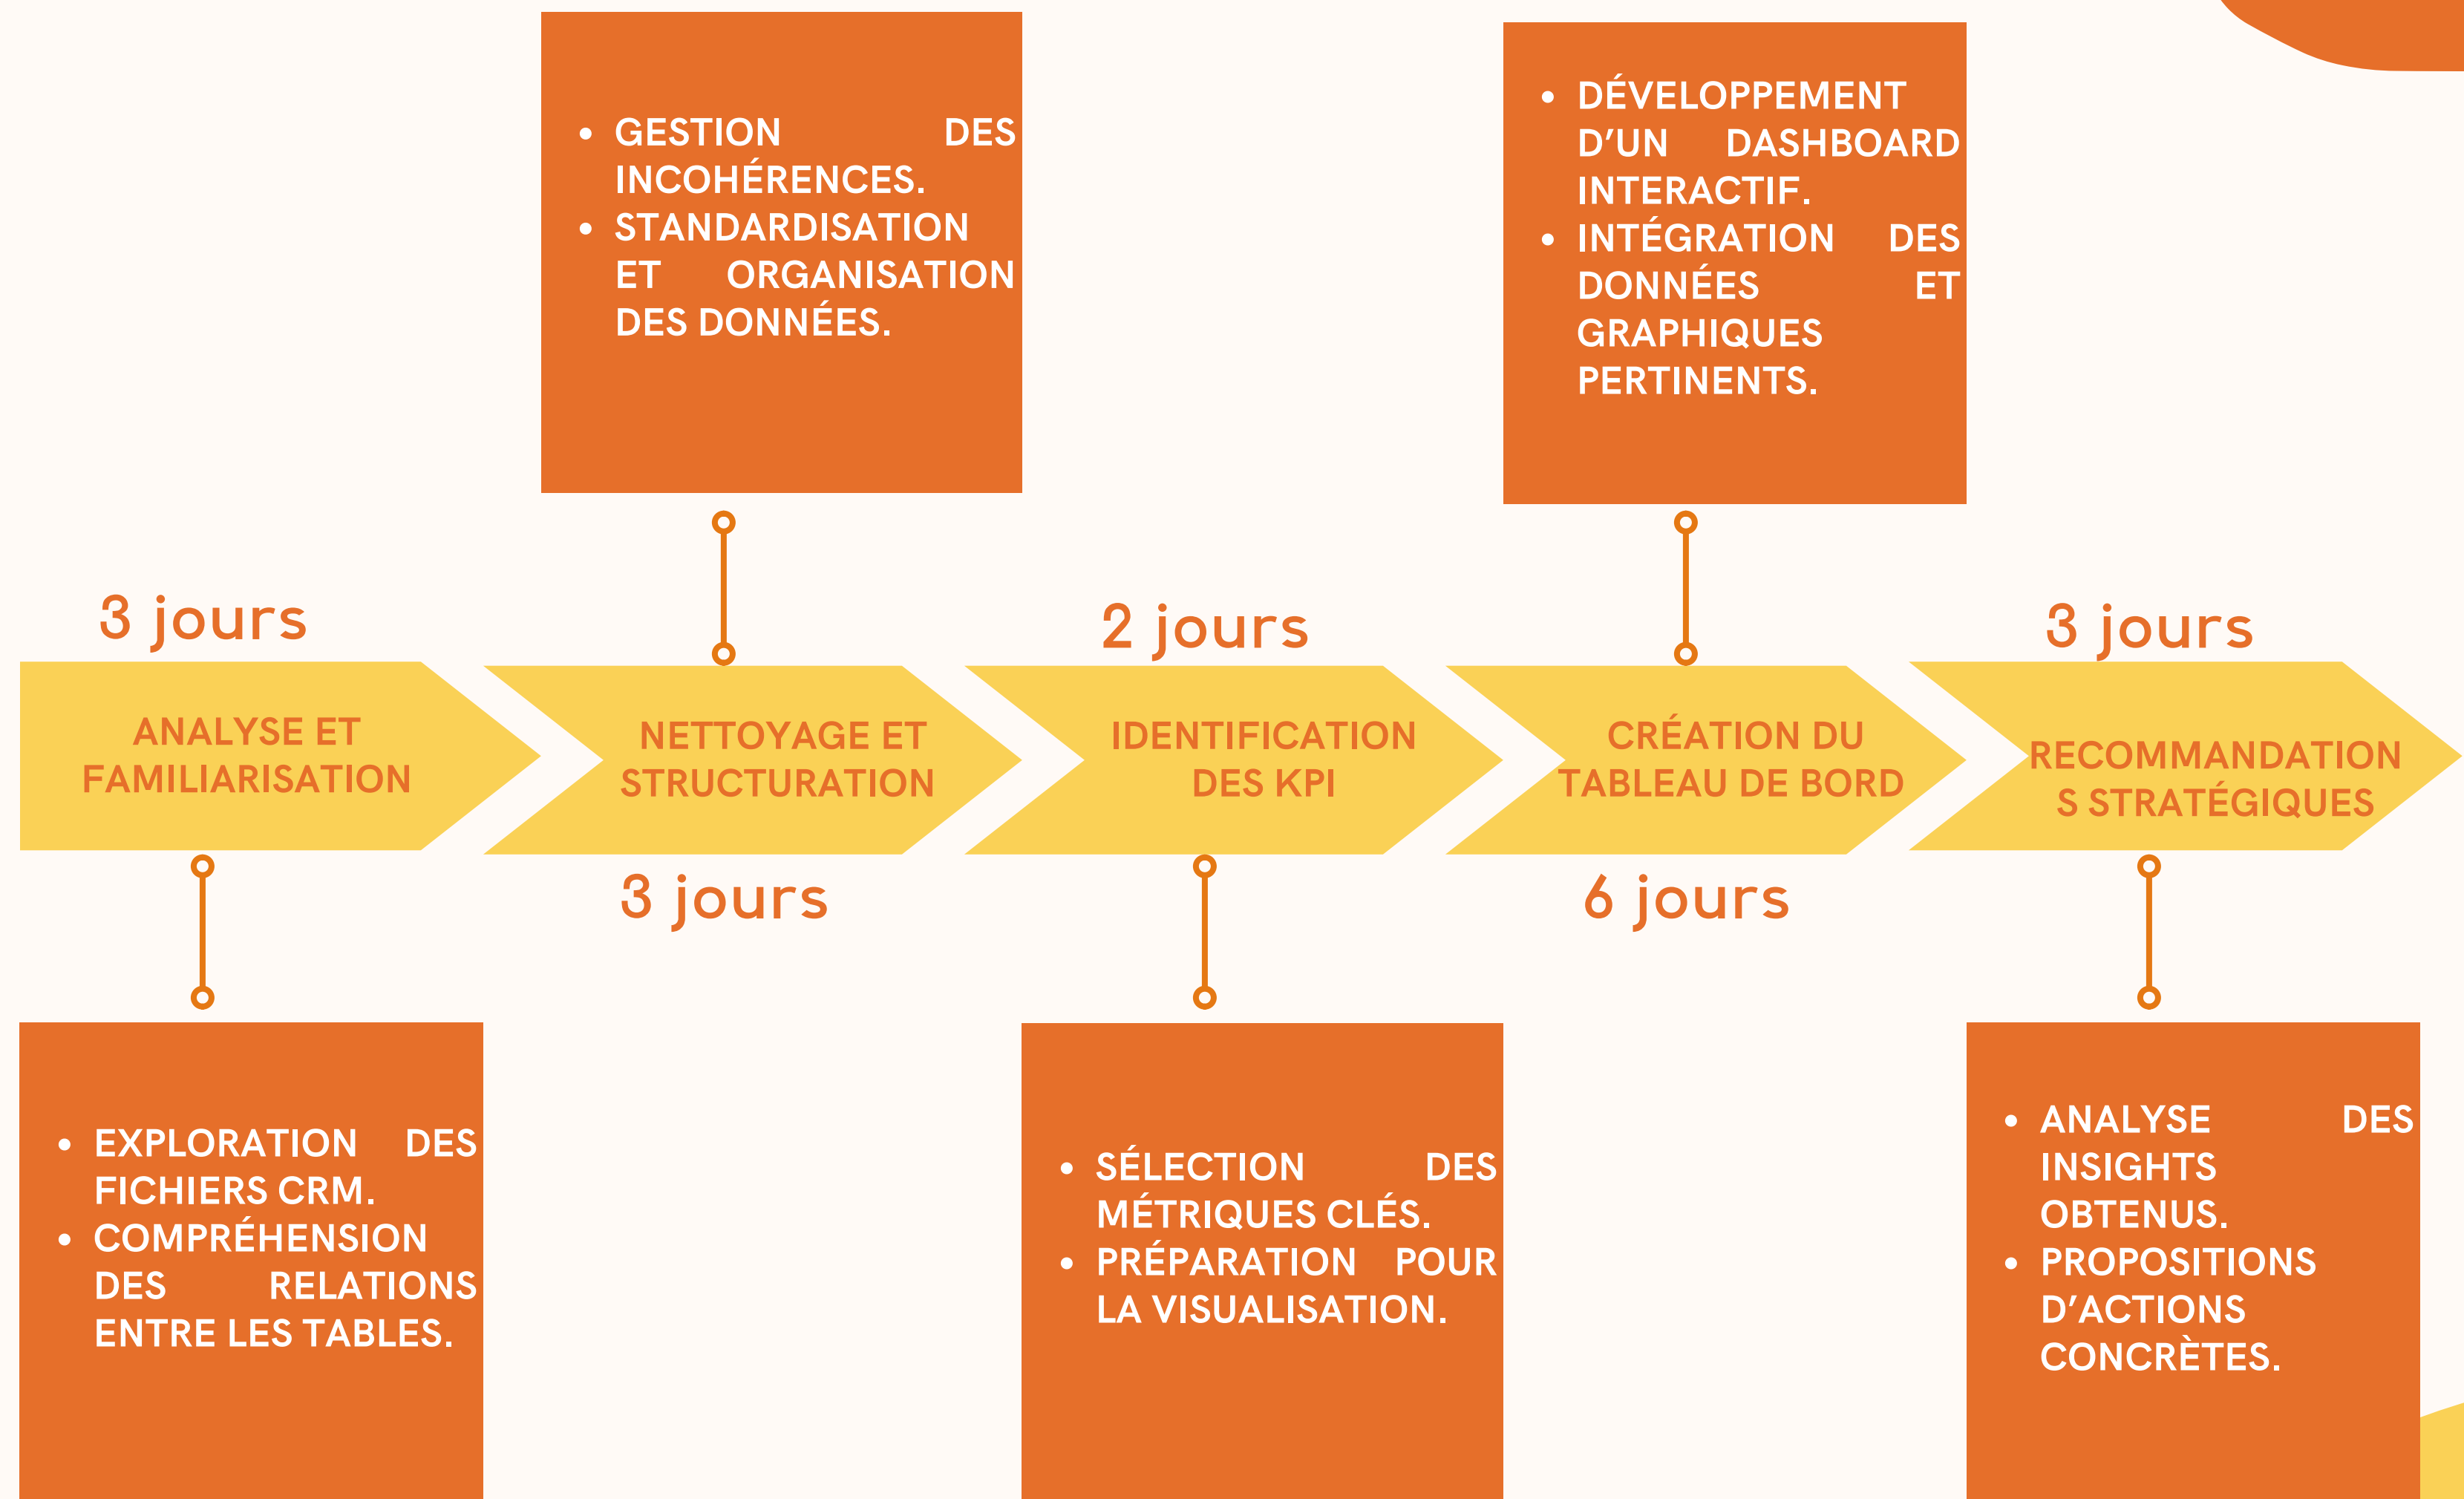 GESTION DES
INCOHÉRENCES.
STANDARDISATION
ET ORGANISATION
DES DONNÉES.
DÉVELOPPEMENT
D’UN DASHBOARD
INTERACTIF.
INTÉGRATION DES
DONNÉES ET
GRAPHIQUES
PERTINENTS.
3 jours
2 jours
3 jours
ANALYSE ET
FAMILIARISATION
NETTOYAGE ET
STRUCTURATION
IDENTIFICATION
DES KPI
CRÉATION DU
TABLEAU DE BORD
RECOMMANDATION
S STRATÉGIQUES
3 jours
6 jours
EXPLORATION DES
FICHIERS CRM.
COMPRÉHENSION
DES RELATIONS
ENTRE LES TABLES.
SÉLECTION DES
MÉTRIQUES CLÉS.
PRÉPARATION POUR
LA VISUALISATION.
ANALYSE DES
INSIGHTS
OBTENUS.
PROPOSITIONS
D’ACTIONS
CONCRÈTES.